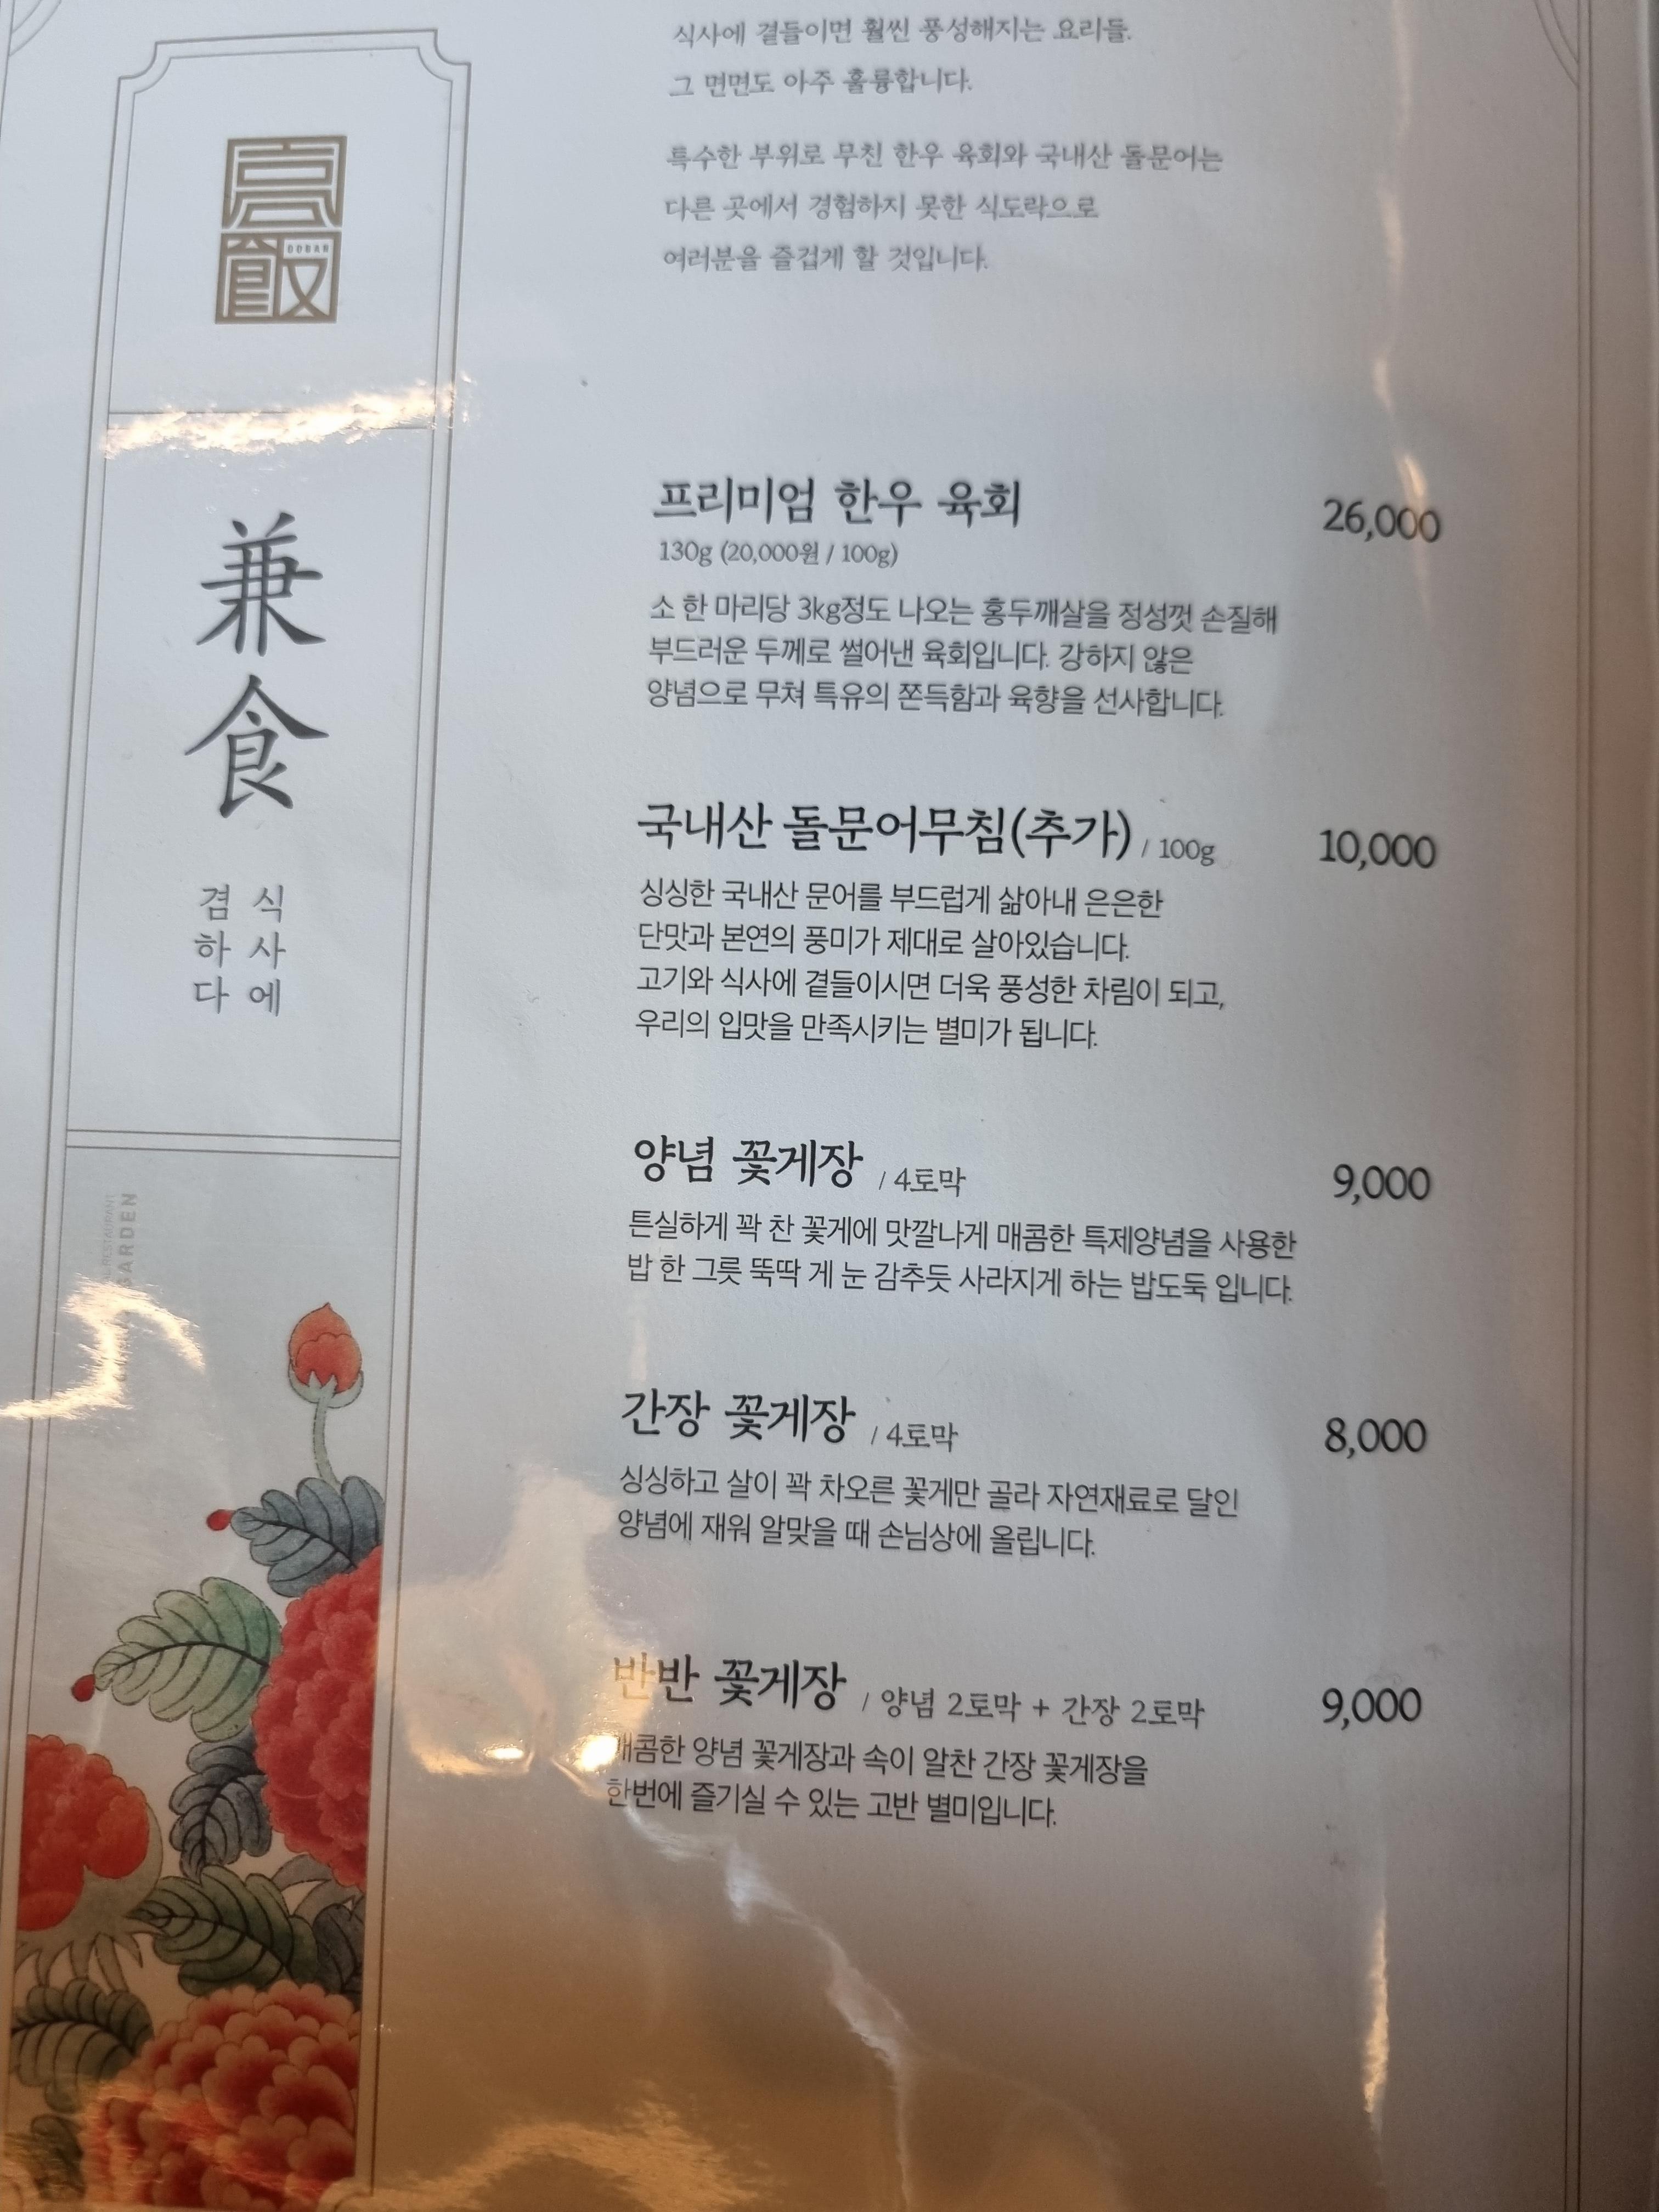 식사에 곁들이면 훨씬 풍성해지는 요리들.
그 면면도 아주 훌륭합니다.
특수한 부위로 무친 한우 육회와 국내산 돌문어는
다른 곳에서 경험하지 못한 식도락으로
여러분을 즐겁게 할 것입니다.
高
飯
GOBAN
兼
食
식사에
겸하다
GARDEN
프리미엄 한우 육회 26,000
130g (20,000원 / 100g)
소 한 마리당 3kg정도 나오는 홍두깨살을 정성껏 손질해
부드러운 두께로 썰어낸 육회입니다. 강하지 않은
양념으로 무쳐 특유의 쫀득함과 육향을 선사합니다.
국내산 돌문어무침(추가) / 100g 10,000
싱싱한 국내산 문어를 부드럽게 삶아내 은은한
단맛과 본연의 풍미가 제대로 살아있습니다.
고기와 식사에 곁들이시면 더욱 풍성한 차림이 되고,
우리의 입맛을 만족시키는 별미가 됩니다.
양념 꽃게장 / 4토막 9,000
튼실하게 꽉 찬 꽃게에 맛깔나게 매콤한 특제양념을 사용한
밥 한 그릇 뚝딱 게 눈 감추듯 사라지게 하는 밥도둑 입니다.
간장 꽃게장 / 4토막 8,000
싱싱하고 살이 꽉 차오른 꽃게만 골라 자연재료로 달인
양념에 재워 알맞을 때 손님상에 올립니다.
반반 꽃게장 / 양념 2토막 + 간장 2토막 9,000
매콤한 양념 꽃게장과 속이 알찬 간장 꽃게장을
한번에 즐기실 수 있는 고반 별미입니다.